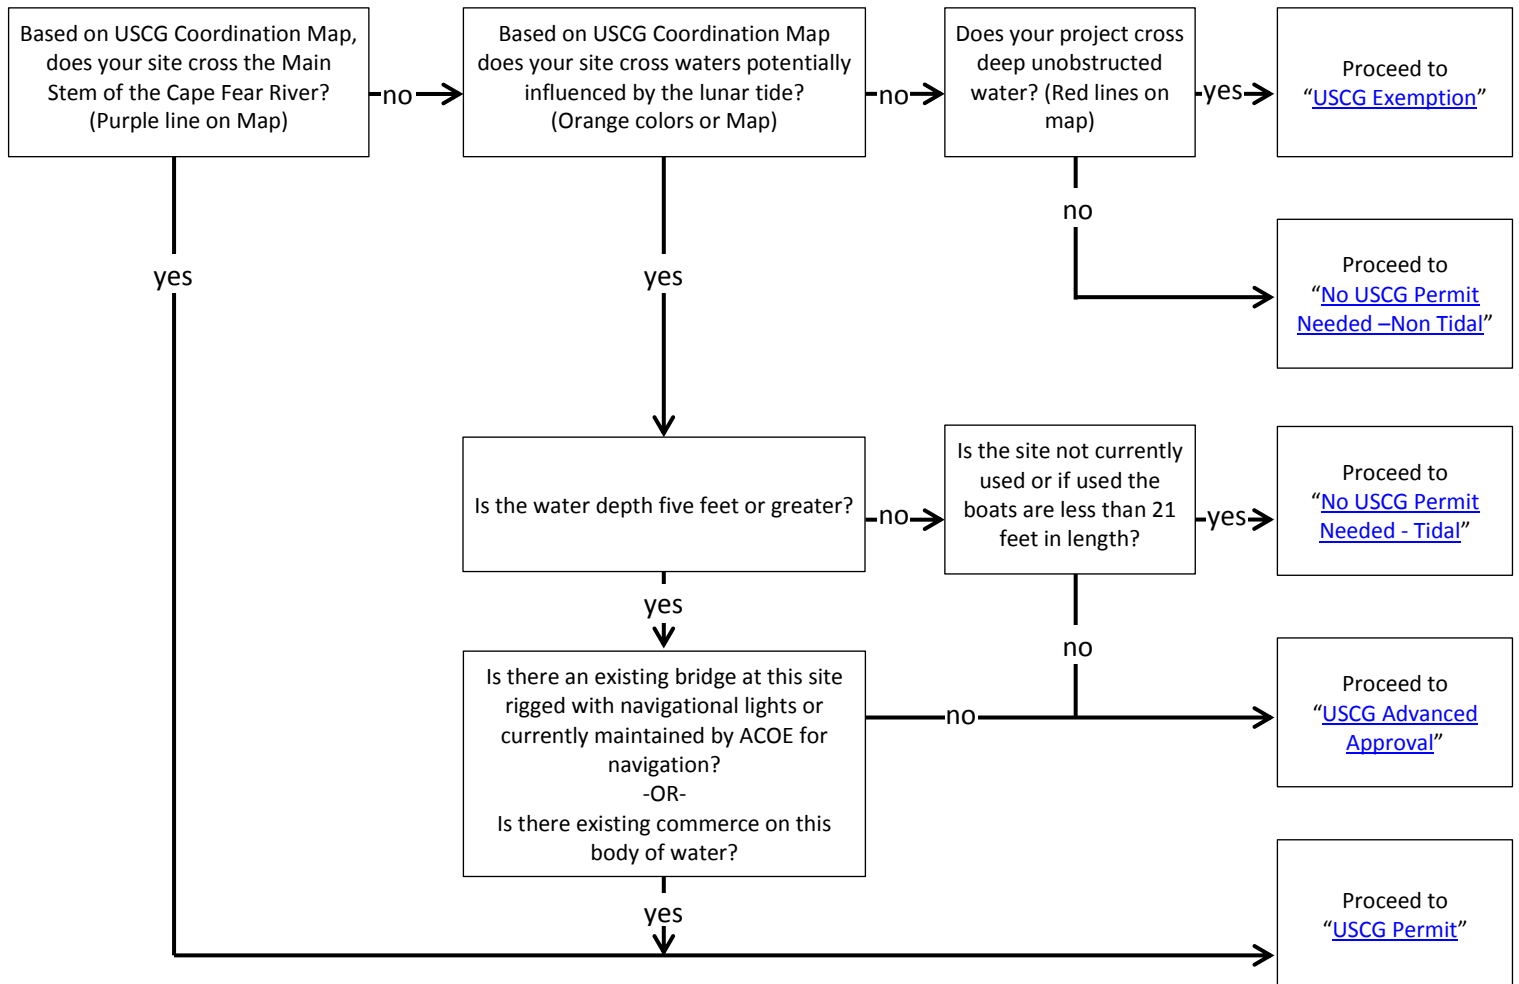 Based on USCG Coordination Map,
does your site cross the Main
Stem of the Cape Fear River?
(Purple line on Map)
no
Based on USCG Coordination Map
does your site cross waters potentially
influenced by the lunar tide?
(Orange colors or Map)
no
Does your project cross
deep unobstructed
water? (Red lines on
map)
yes
Proceed to
“USCG Exemption”
no
Proceed to
“No USCG Permit
Needed –Non Tidal”
yes
yes
Is the water depth five feet or greater?
no
Is the site not currently
used or if used the
boats are less than 21
feet in length?
yes
Proceed to
“No USCG Permit
Needed - Tidal”
yes
no
Is there an existing bridge at this site
rigged with navigational lights or
currently maintained by ACOE for
navigation?
-OR-
Is there existing commerce on this
body of water?
no
Proceed to
“USCG Advanced
Approval”
yes
Proceed to
“USCG Permit”